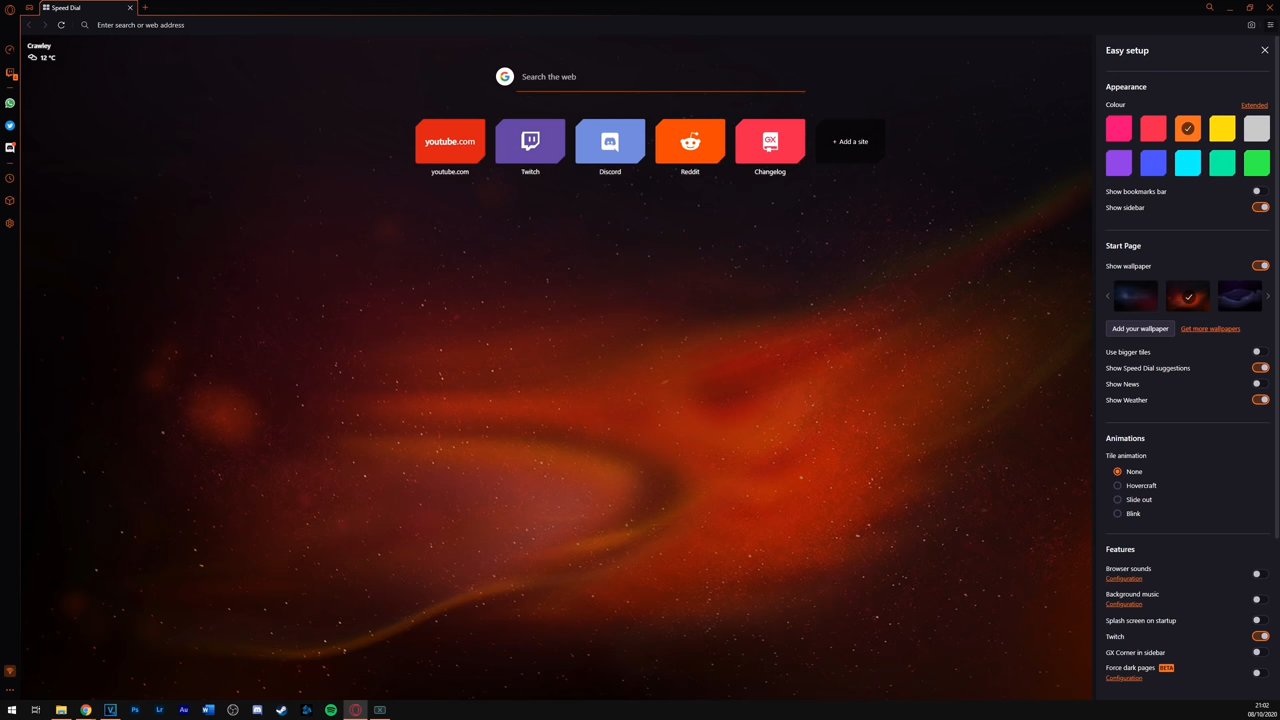 Speed Dial
Enter search or web address
Crawley
12 °C
Search the web
youtube.com
GX
+ Add a site
youtube.com
Twitch
Discord
Reddit
Changelog
Easy setup
Appearance
Colour
Extended
Show bookmarks bar
Show sidebar
Start Page
Show wallpaper
Add your wallpaper
Get more wallpapers
Use bigger tiles
Show Speed Dial suggestions
Show News
Show Weather
Animations
Tile animation
None
Hovercraft
Slide out
Blink
Features
Browser sounds
Configuration
Background music
Configuration
Splash screen on startup
Twitch
GX Corner in sidebar
Force dark pages BETA
Configuration
Ps
Lr
Au
21:02
08/10/2020